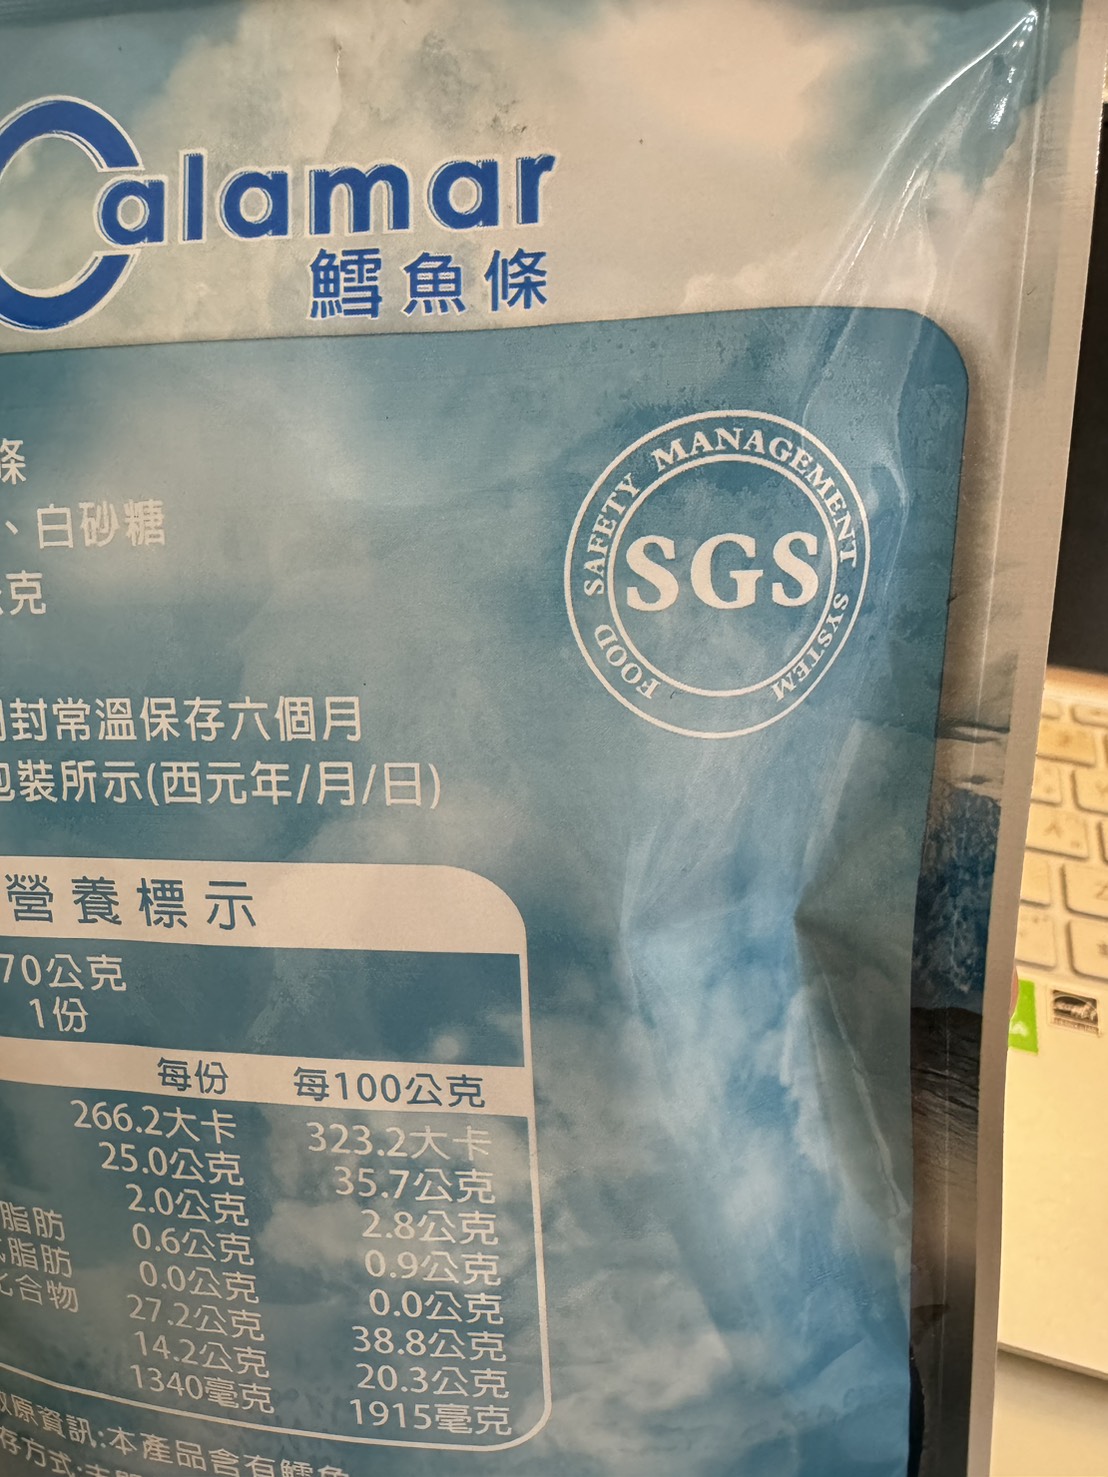 Calamar
鱈魚條
條
、白砂糖
克
MANAGEMENT SYSTEM
FOOD SAFETY
SGS
封常溫保存六個月
包裝所示(西元年/月/日)
營養標示
70公克
1份
每份 每100公克
266.2大卡 323.2大卡
25.0公克 35.7公克
2.0公克 2.8公克
脂肪 0.6公克 0.9公克
脂肪 0.0公克 0.0公克
化合物 27.2公克 38.8公克
14.2公克 20.3公克
1340毫克 1915毫克
原資訊:本產品含有鱈魚
存方式: